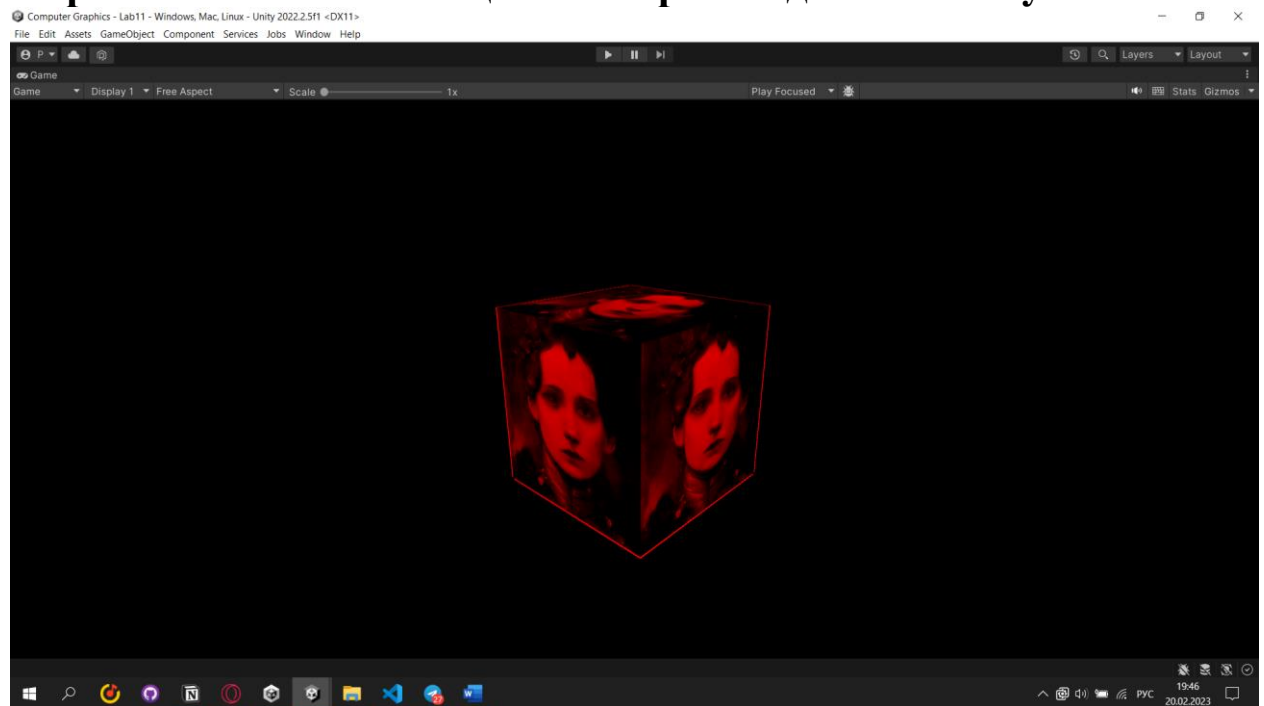 Computer Graphics - Lab11 - Windows, Mac, Linux - Unity 2022.2.5f1 <DX11>
File Edit Assets GameObject Component Services Jobs Window Help
P Layers Layout
Game
Game Display 1 Free Aspect Scale 1x Play Focused Stats Gizmos
27
РУС
19:46
20.02.2023